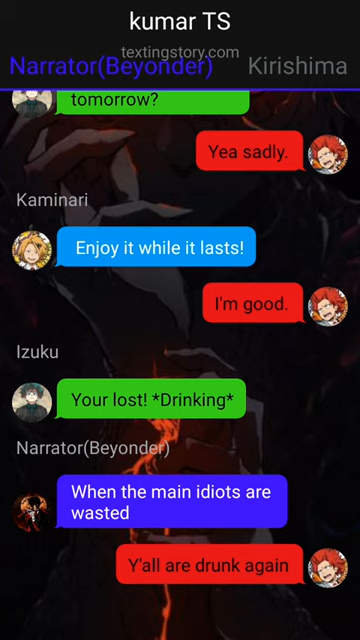 kumar TS
textingstory.com
Narrator(Beyonder) Kirishima
tomorrow?
Yea sadly.
Kaminari
Enjoy it while it lasts!
I'm good.
Izuku
Your lost! *Drinking*
Narrator(Beyonder)
When the main idiots are
wasted
Y'all are drunk again